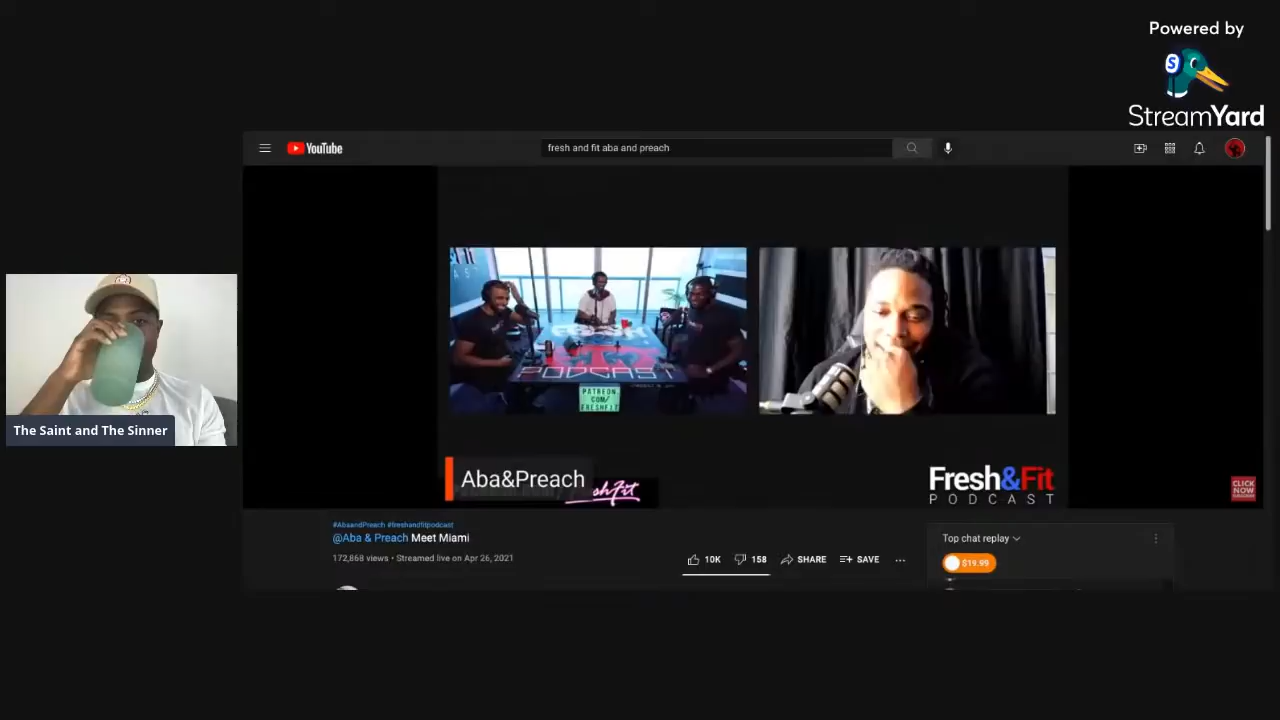 Powered by
S
StreamYard
YouTube
fresh and fit aba and preach
FRESH
PODCAST
PATREON
COM/
FRESHFIT
The Saint and The Sinner
Aba&Preach
Fresh&Fit
PODCAST
CLICK
NOW
#AbaandPreach #freshandfitpodcast
@Aba & Preach Meet Miami
172,868 views • Streamed live on Apr 26, 2021
10K
158
SHARE
SAVE
Top chat replay
$19.99